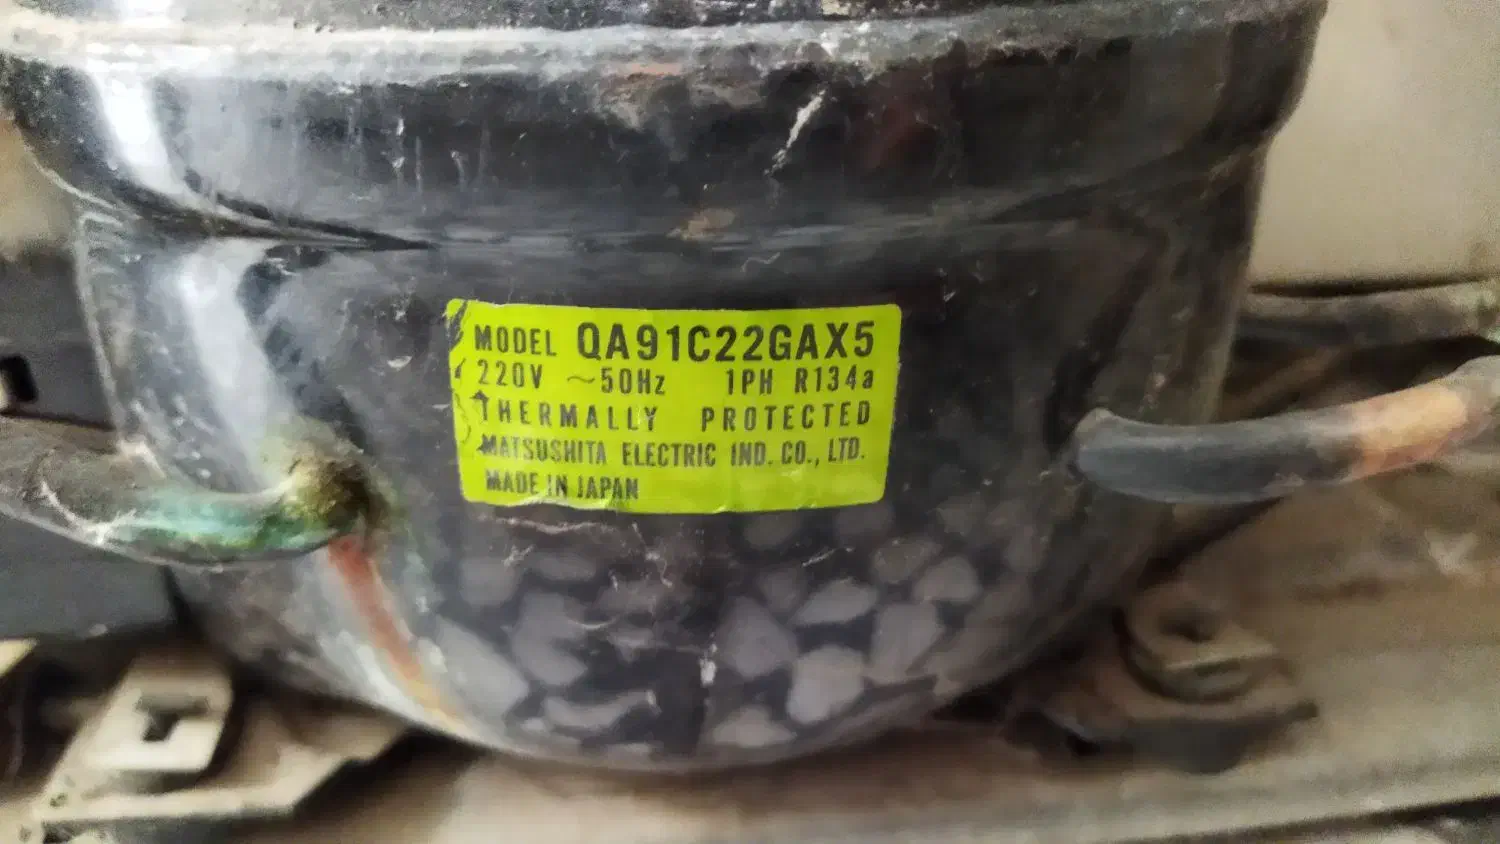 MODEL QA91C22GAX5
220V ~50Hz 1PH R134a
THERMALLY PROTECTED
MATSUSHITA ELECTRIC IND. CO., LTD.
MADE IN JAPAN